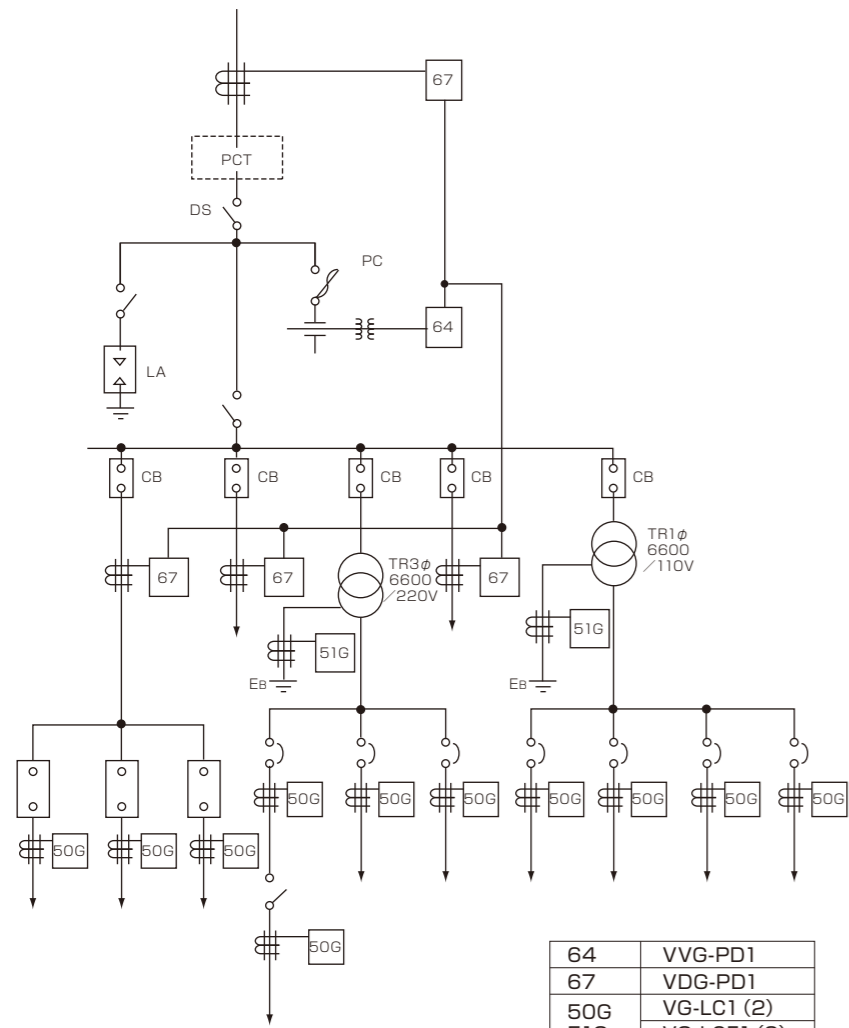 67
PCT
DS
PC
64
LA
CB
CB
CB
CB
CB
67
67
TR3φ
6600
/220V
67
TR1φ
6600
/110V
51G
EB
51G
EB
50G
50G
50G
50G
50G
50G
50G
50G
50G
50G
50G
64 VVG-PD1
67 VDG-PD1
50G VG-LC1 (2)